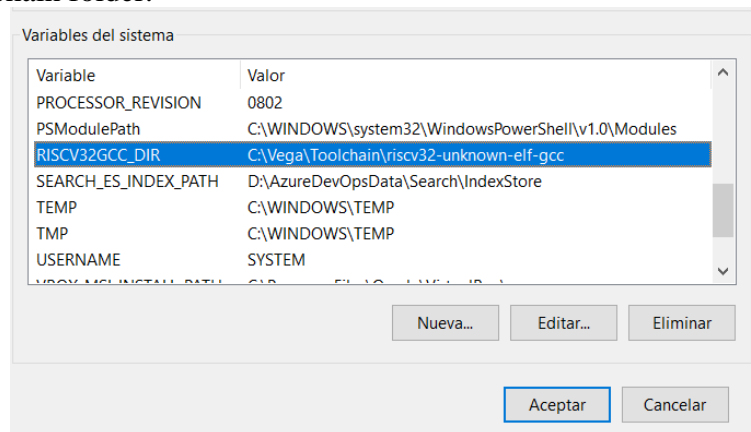 folder.
Variables del sistema
Variable Valor
PROCESSOR_REVISION 0802
PSModulePath C:\WINDOWS\system32\WindowsPowerShell\v1.0\Modules
RISCV32GCC_DIR C:\Vega\Toolchain\riscv32-unknown-elf-gcc
SEARCH_ES_INDEX_PATH D:\AzureDevOpsData\Search\IndexStore
TEMP C:\WINDOWS\TEMP
TMP C:\WINDOWS\TEMP
USERNAME SYSTEM
Nueva... Editar... Eliminar
Aceptar Cancelar